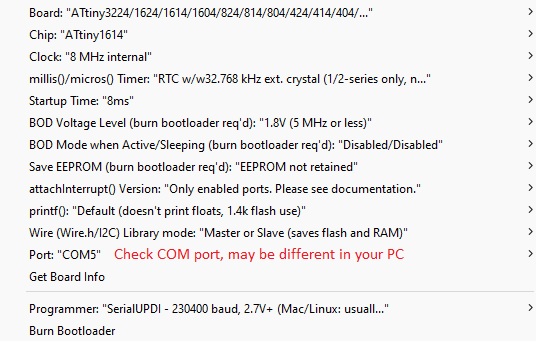 Board: "ATtiny3224/1624/1614/1604/824/814/804/424/414/404/..."
Chip: "ATtiny1614"
Clock: "8 MHz internal"
millis()/micros() Timer: "RTC w/w32.768 kHz ext. crystal (1/2-series only, n..."
Startup Time: "8ms"
BOD Voltage Level (burn bootloader req'd): "1.8V (5 MHz or less)"
BOD Mode when Active/Sleeping (burn bootloader req'd): "Disabled/Disabled"
Save EEPROM (burn bootloader req'd): "EEPROM not retained"
attachInterrupt() Version: "Only enabled ports. Please see documentation."
printf(): "Default (doesn't print floats, 1.4k flash use)"
Wire (Wire.h/I2C) Library mode: "Master or Slave (saves flash and RAM)"
Port: "COM5" Check COM port, may be different in your PC
Get Board Info
Programmer: "SerialUPDI - 230400 baud, 2.7V+ (Mac/Linux: usuall..."
Burn Bootloader